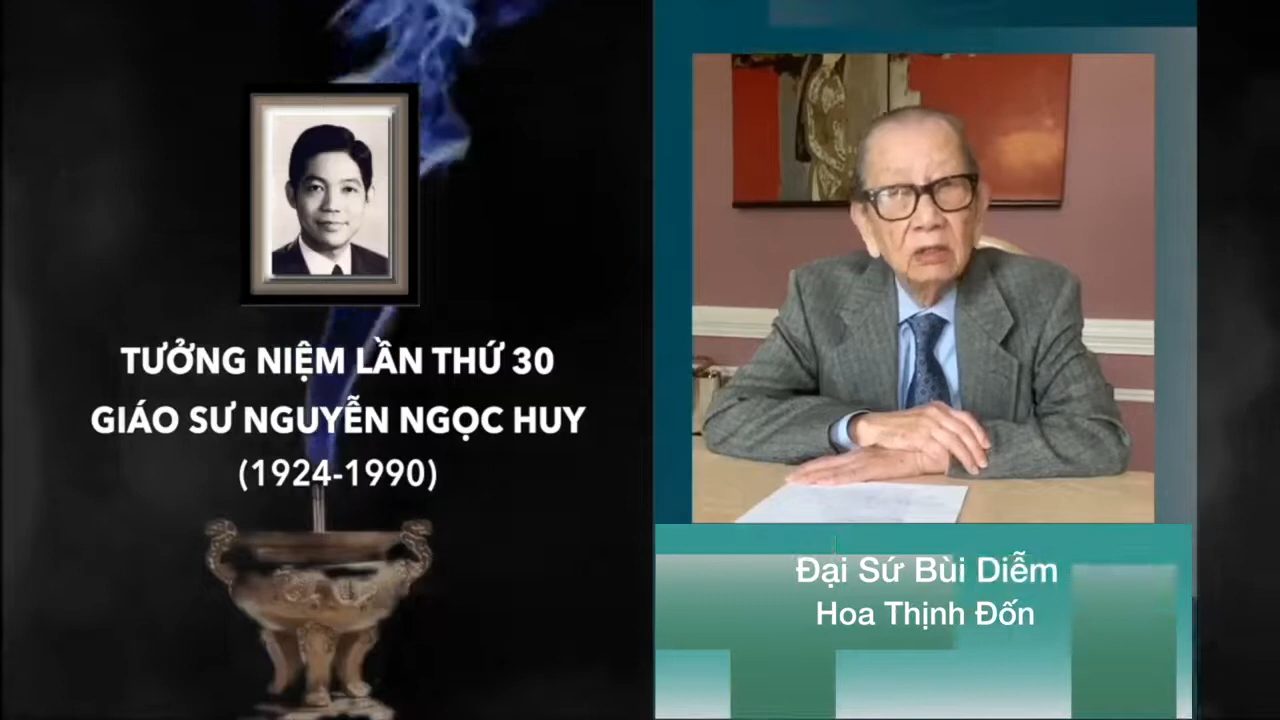 TƯỞNG NIỆM LẦN THỨ 30
GIÁO SƯ NGUYỄN NGỌC HUY
(1924-1990)
Đại Sứ Bùi Diễm
Hoa Thịnh Đốn